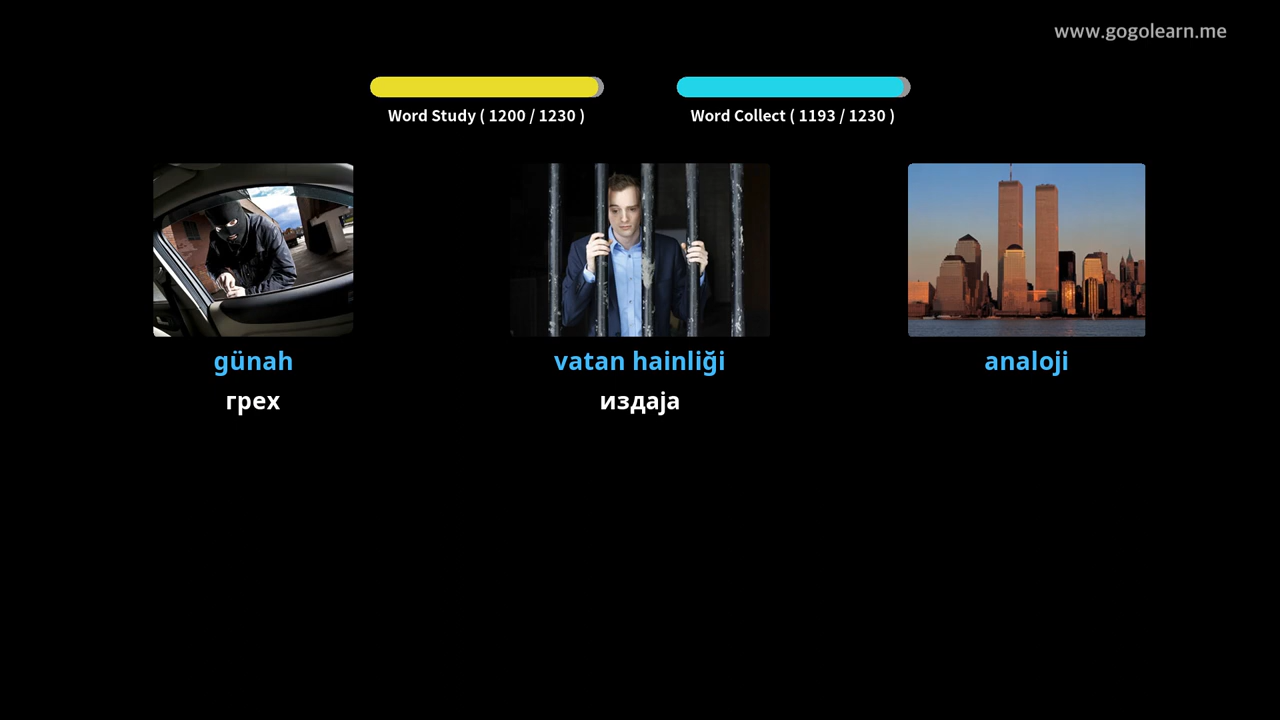 www.gogolearn.me
Word Study ( 1200 / 1230 )
Word Collect ( 1193 / 1230 )
günah
vatan hainliği
analoji
грех
издаја